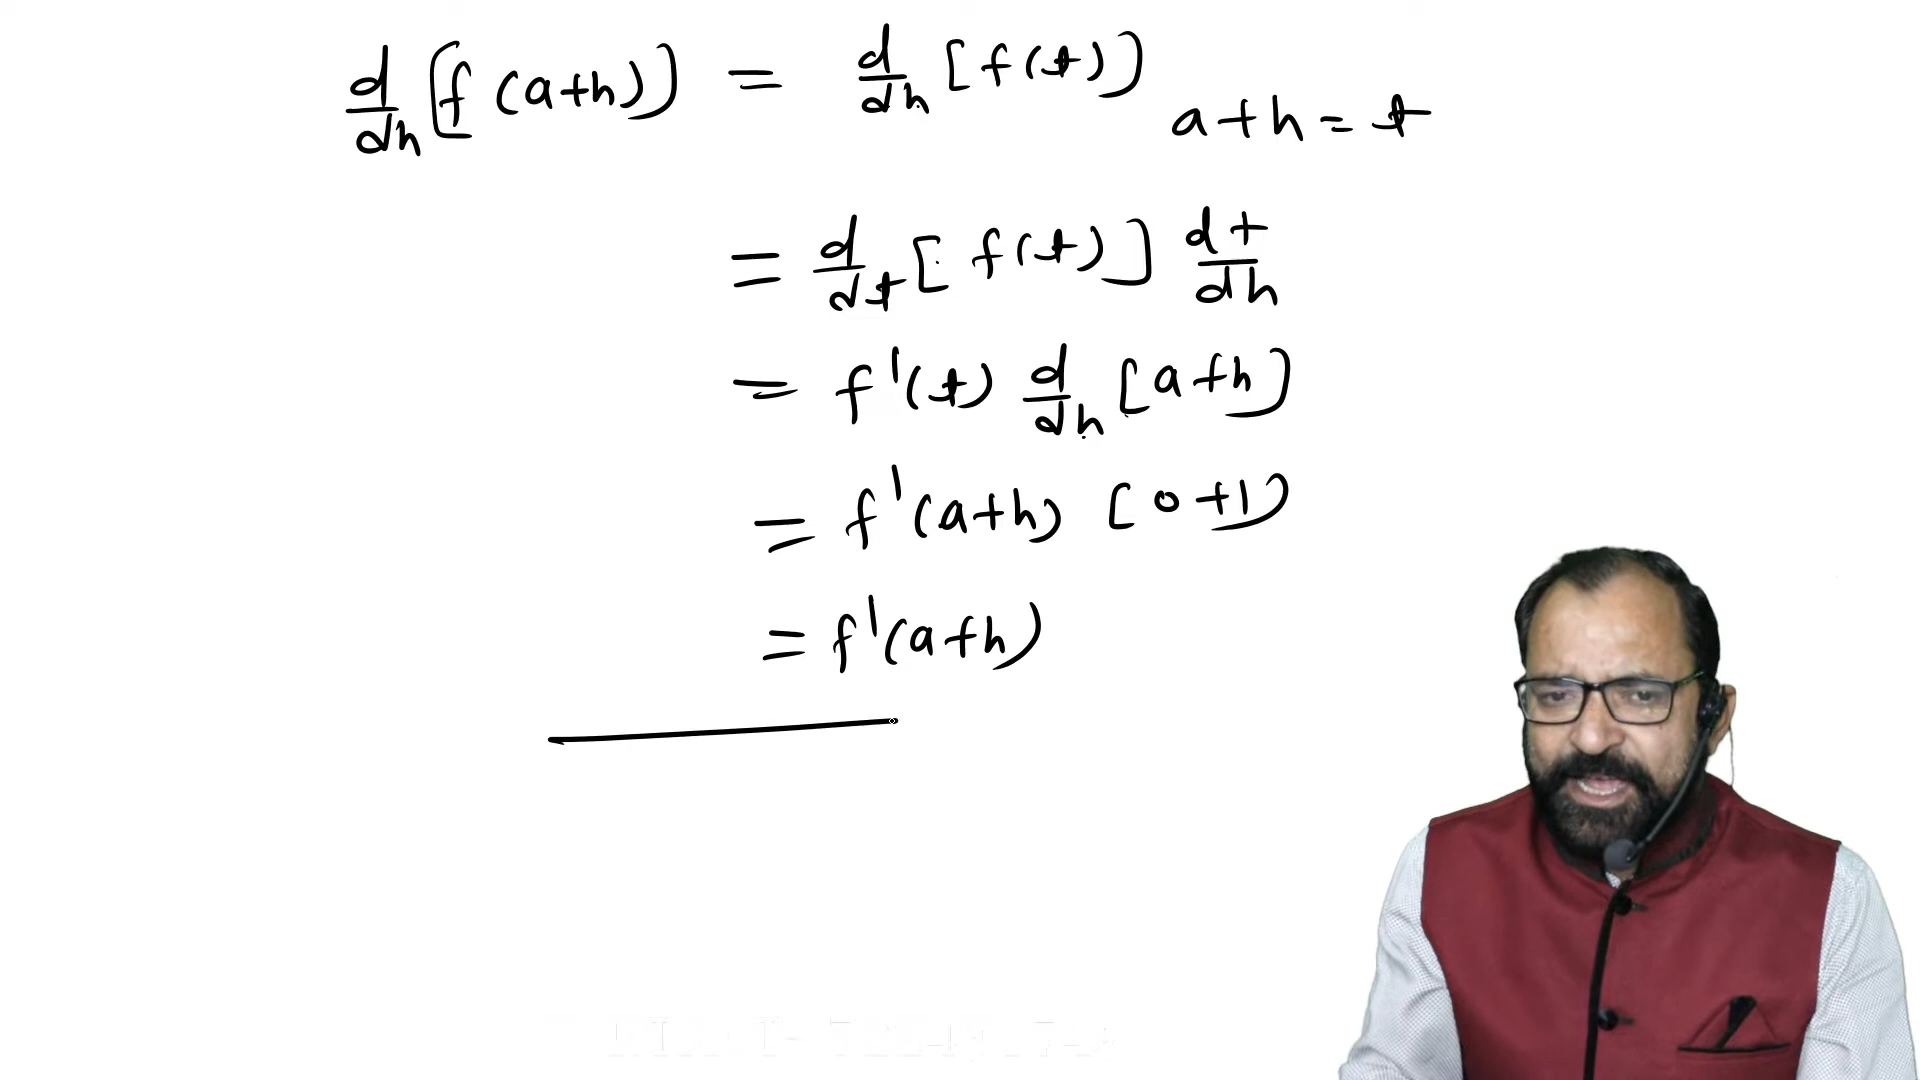 d/dh [f (a+h)] = d/dh [f(t)] a+h = t
= d/dt [f(t)] dt/dh
= f'(t) d/dh [a+h]
= f'(a+h) [0+1]
= f'(a+h)